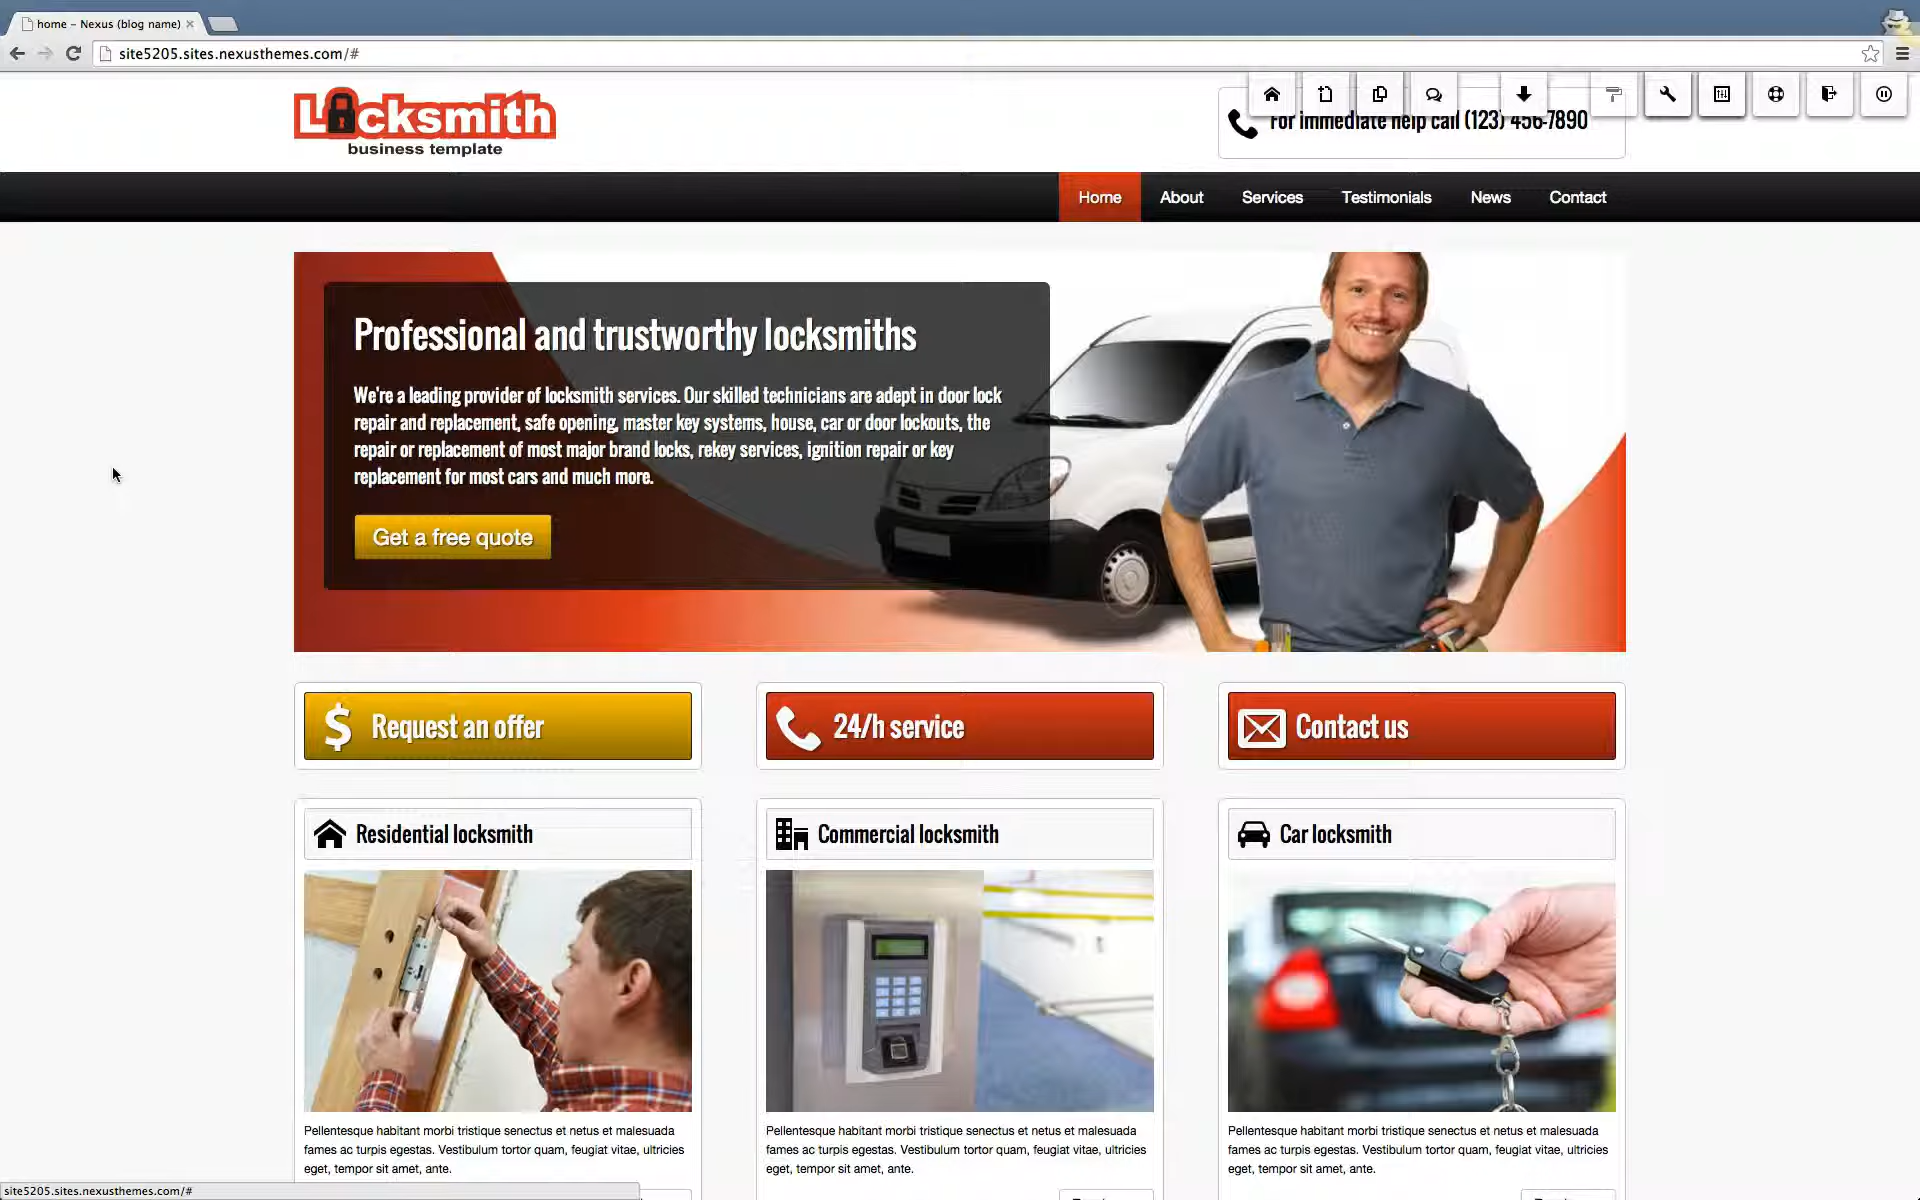 home – Nexus (blog name)
site5205.sites.nexusthemes.com/#
Locksmith
business template
For immediate help call (123) 456-7890
Home
About
Services
Testimonials
News
Contact
Professional and trustworthy locksmiths
We're a leading provider of locksmith services. Our skilled technicians are adept in door lock
repair and replacement, safe opening, master key systems, house, car or door lockouts, the
repair or replacement of most major brand locks, rekey services, ignition repair or key
replacement for most cars and much more.
Get a free quote
$ Request an offer
24/h service
Contact us
Residential locksmith
Commercial locksmith
Car locksmith
Pellentesque habitant morbi tristique senectus et netus et malesuada
fames ac turpis egestas. Vestibulum tortor quam, feugiat vitae, ultricies
eget, tempor sit amet, ante.
Pellentesque habitant morbi tristique senectus et netus et malesuada
fames ac turpis egestas. Vestibulum tortor quam, feugiat vitae, ultricies
eget, tempor sit amet, ante.
Pellentesque habitant morbi tristique senectus et netus et malesuada
fames ac turpis egestas. Vestibulum tortor quam, feugiat vitae, ultricies
eget, tempor sit amet, ante.
site5205.sites.nexusthemes.com/#